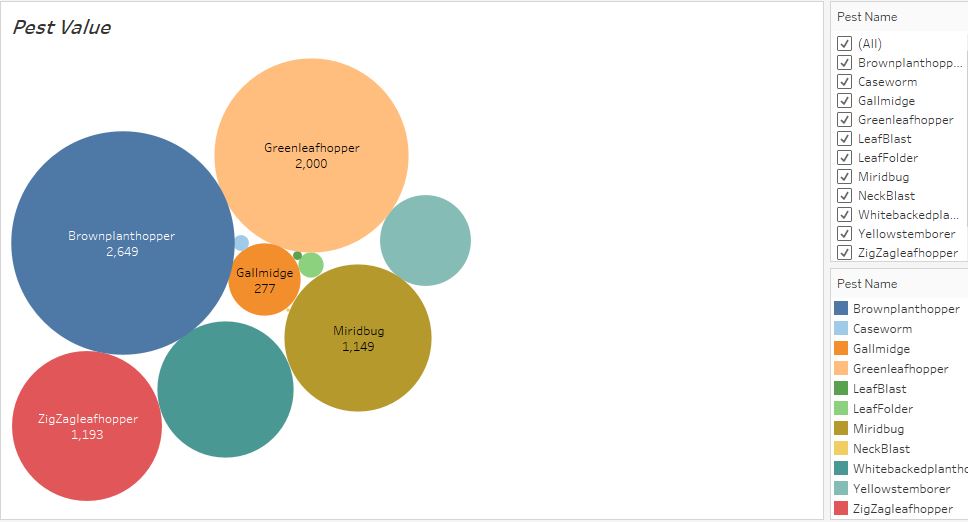 Pest Value
Greenleafhopper
2,000
Brownplanthopper
2,649
Gallmidge
277
Miridbug
1,149
ZigZagleafhopper
1,193
Pest Name
(All)
Brownplanthopp...
Caseworm
Gallmidge
Greenleafhopper
LeafBlast
LeafFolder
Miridbug
NeckBlast
Whitebackedpla...
Yellowstemborer
ZigZagleafhopper
Pest Name
Brownplanthopper
Caseworm
Gallmidge
Greenleafhopper
LeafBlast
LeafFolder
Miridbug
NeckBlast
Whitebackedplanthc
Yellowstemborer
ZigZagleafhopper